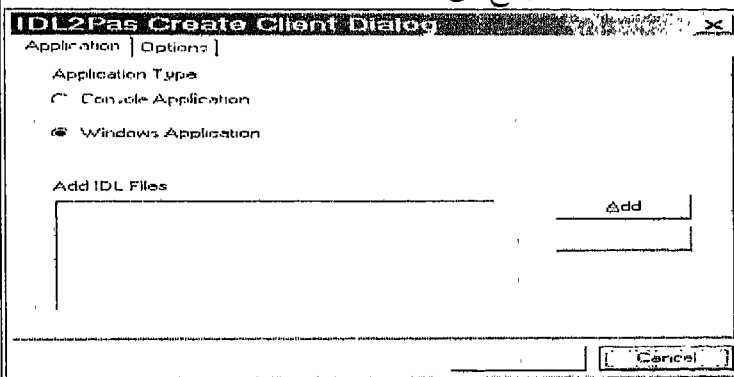 IDL2Pas Create Client Dialog
Application Options
Application Type
Console Application
Windows Application
Add IDL Files
Add
Cancel